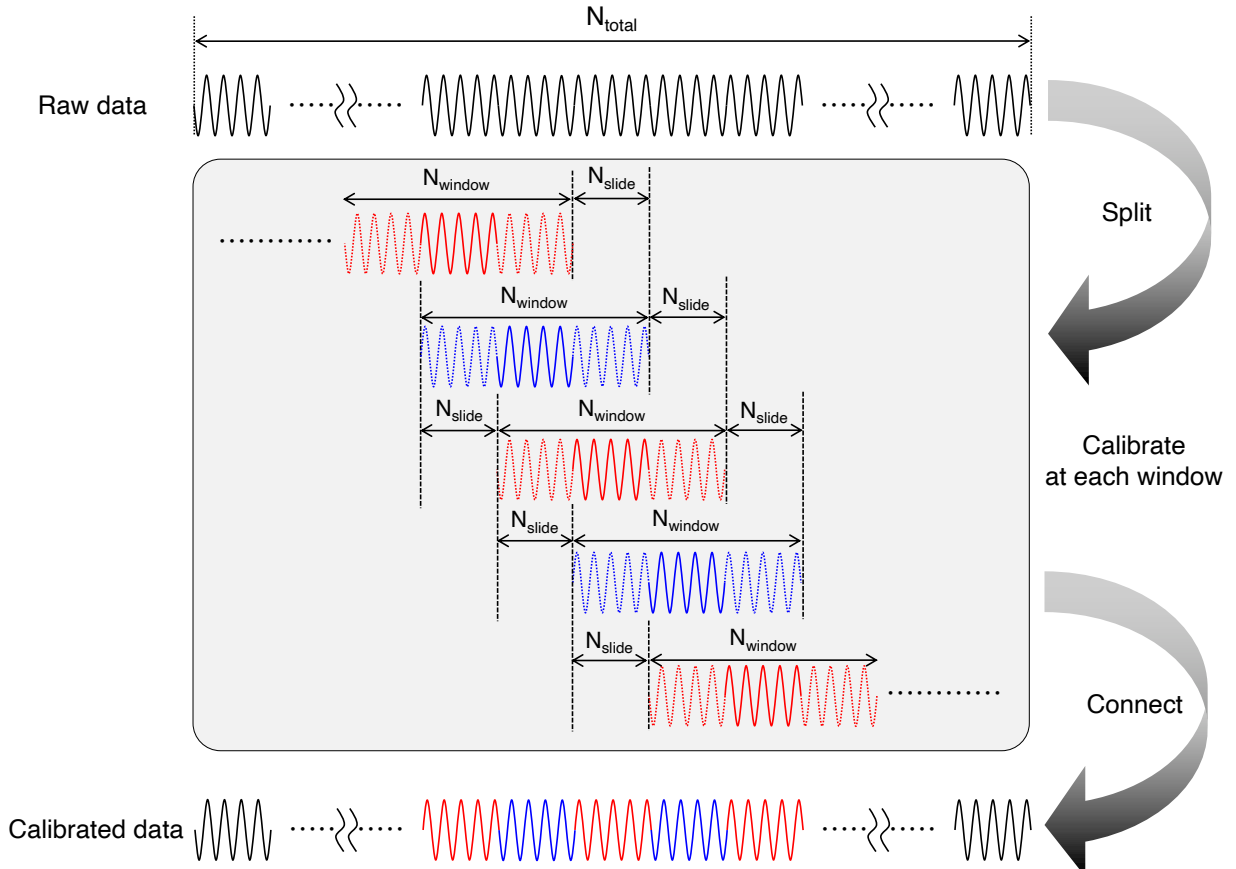 N_total
Raw data
N_window N_slide
Split
N_window N_slide
N_slide N_window N_slide
Calibrate
at each window
N_slide N_window
N_slide N_window
Connect
Calibrated data